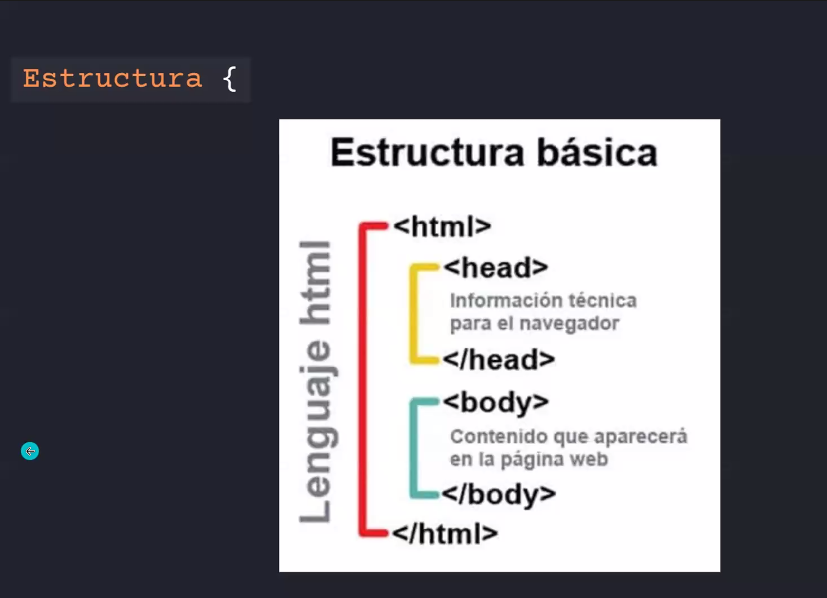 Estructura {
Estructura básica
Lenguaje html
<html>
<head>
Información técnica
para el navegador
</head>
<body>
Contenido que aparecerá
en la página web
</body>
</html>